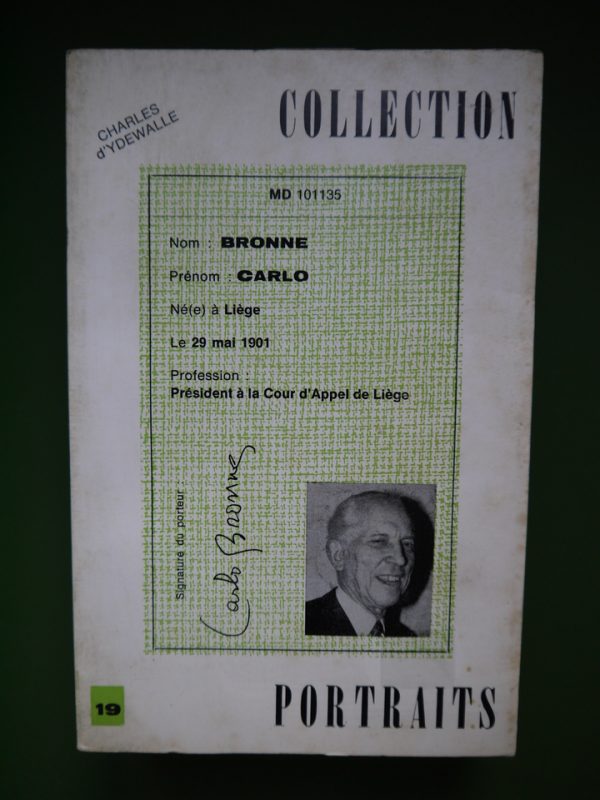 CHARLES
d'YDEWALLE
COLLECTION
MD 101135
Nom : BRONNE
Prénom : CARLO
Né(e) à Liège
Le 29 mai 1901
Profession :
Président à la Cour d'Appel de Liège
Signature du porteur :
Carlo Bronne
19
PORTRAITS